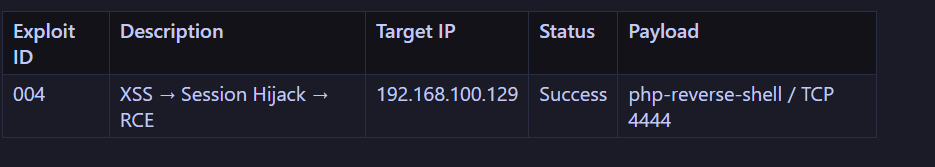 Exploit ID	Description	Target IP	Status	Payload
004	XSS → Session Hijack → RCE	192.168.100.129	Success	php-reverse-shell / TCP 4444